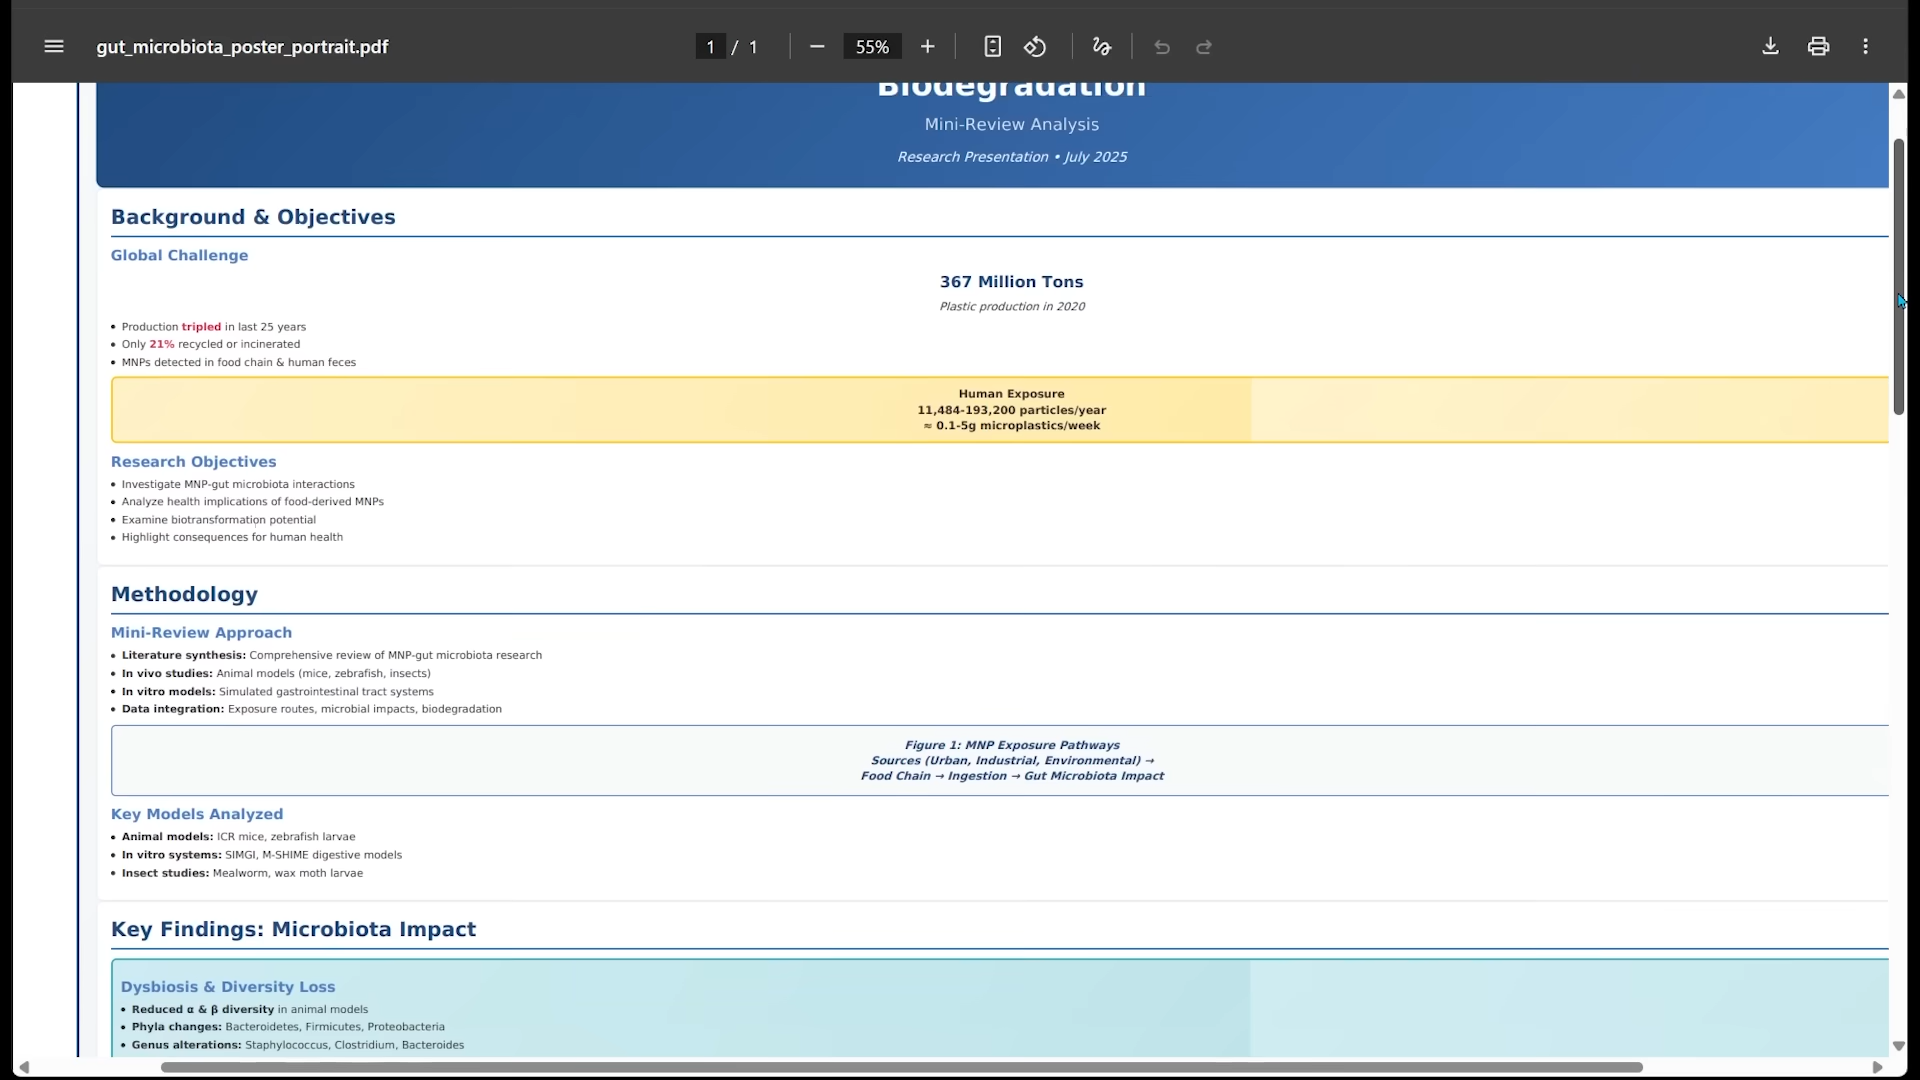 gut_microbiota_poster_portrait.pdf
1 / 1
55%
Biodegradation
Mini-Review Analysis
Research Presentation • July 2025
Background & Objectives
Global Challenge
367 Million Tons
Plastic production in 2020
• Production tripled in last 25 years
• Only 21% recycled or incinerated
• MNPs detected in food chain & human feces
Human Exposure
11,484-193,200 particles/year
≈ 0.1-5g microplastics/week
Research Objectives
• Investigate MNP-gut microbiota interactions
• Analyze health implications of food-derived MNPs
• Examine biotransformation potential
• Highlight consequences for human health
Methodology
Mini-Review Approach
• Literature synthesis: Comprehensive review of MNP-gut microbiota research
• In vivo studies: Animal models (mice, zebrafish, insects)
• In vitro models: Simulated gastrointestinal tract systems
• Data integration: Exposure routes, microbial impacts, biodegradation
Figure 1: MNP Exposure Pathways
Sources (Urban, Industrial, Environmental) →
Food Chain → Ingestion → Gut Microbiota Impact
Key Models Analyzed
• Animal models: ICR mice, zebrafish larvae
• In vitro systems: SIMGI, M-SHIME digestive models
• Insect studies: Mealworm, wax moth larvae
Key Findings: Microbiota Impact
Dysbiosis & Diversity Loss
• Reduced α & β diversity in animal models
• Phyla changes: Bacteroidetes, Firmicutes, Proteobacteria
• Genus alterations: Staphylococcus, Clostridium, Bacteroides